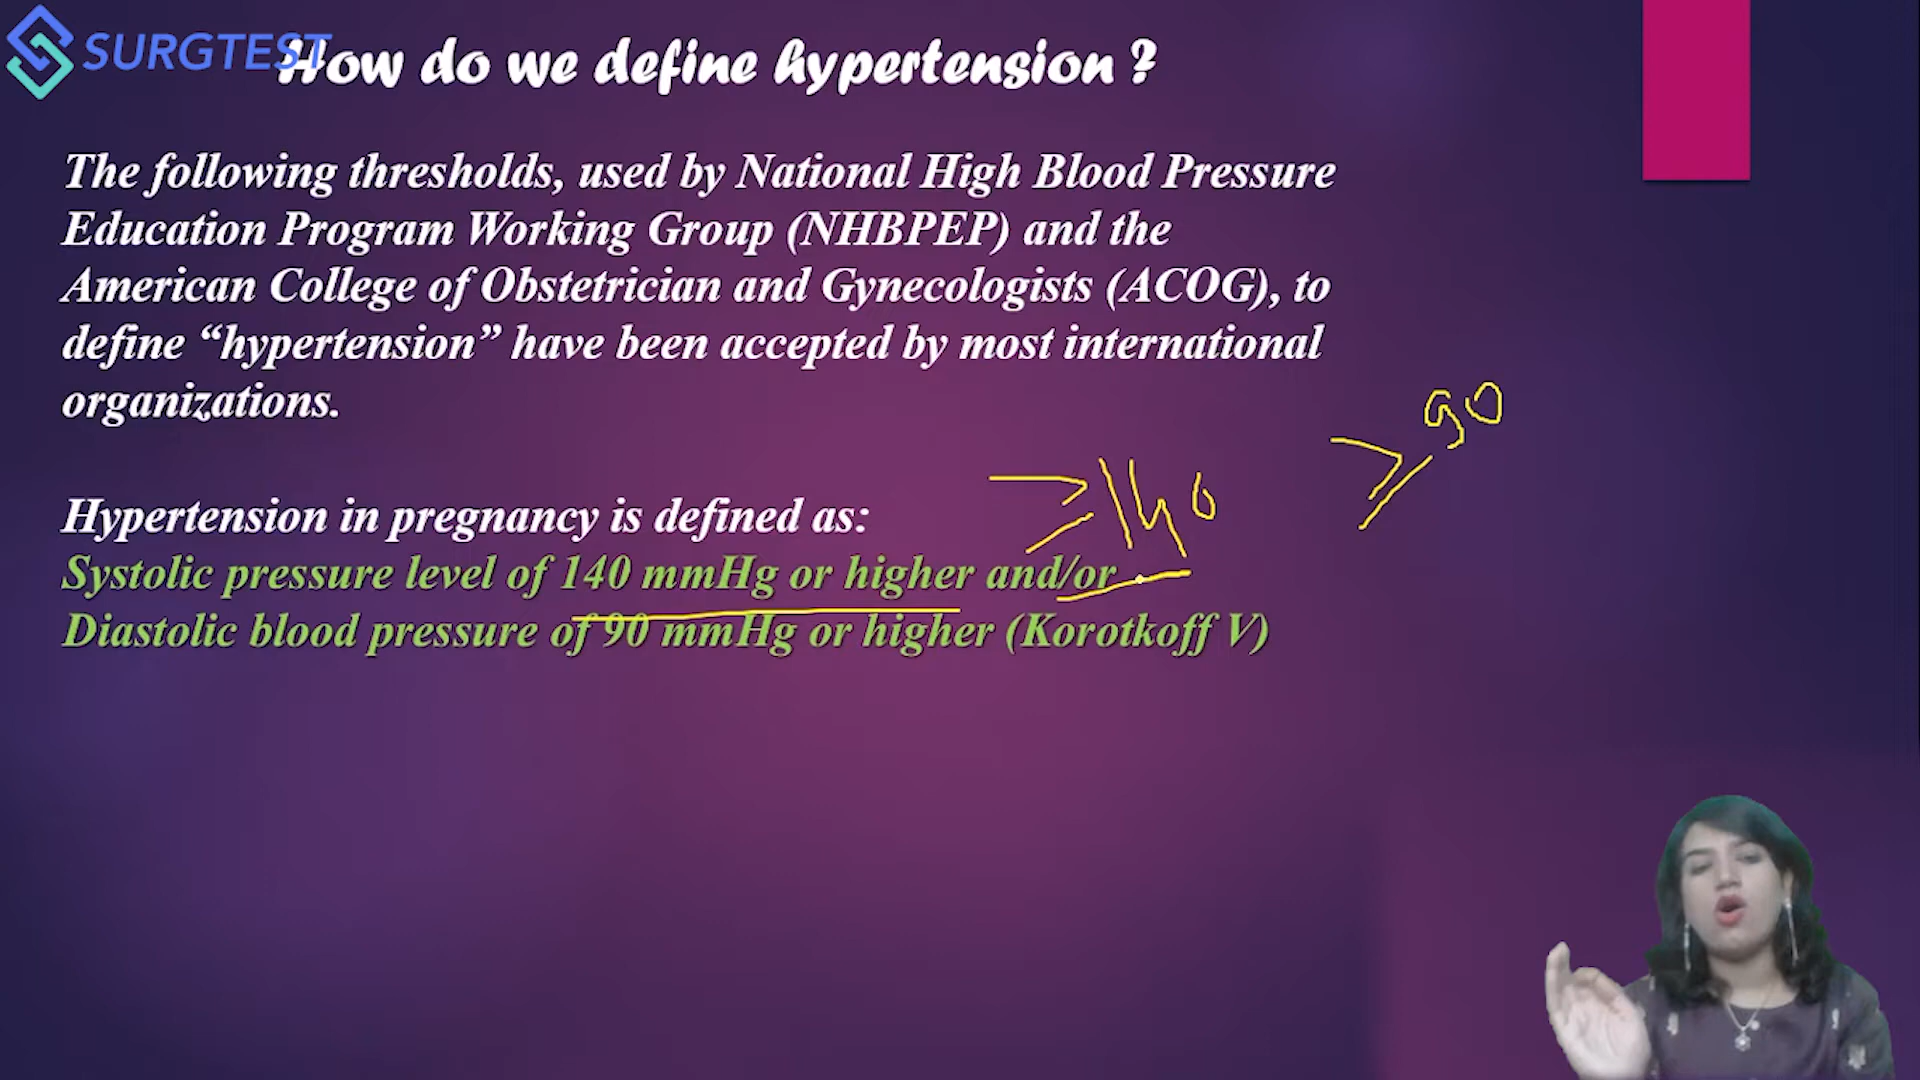 SURGTEST
How do we define hypertension ?
The following thresholds, used by National High Blood Pressure
Education Program Working Group (NHBPEP) and the
American College of Obstetrician and Gynecologists (ACOG), to
define “hypertension” have been accepted by most international
organizations.
≥ 90
≥ 140
Hypertension in pregnancy is defined as:
Systolic pressure level of 140 mmHg or higher and/or
Diastolic blood pressure of 90 mmHg or higher (Korotkoff V)